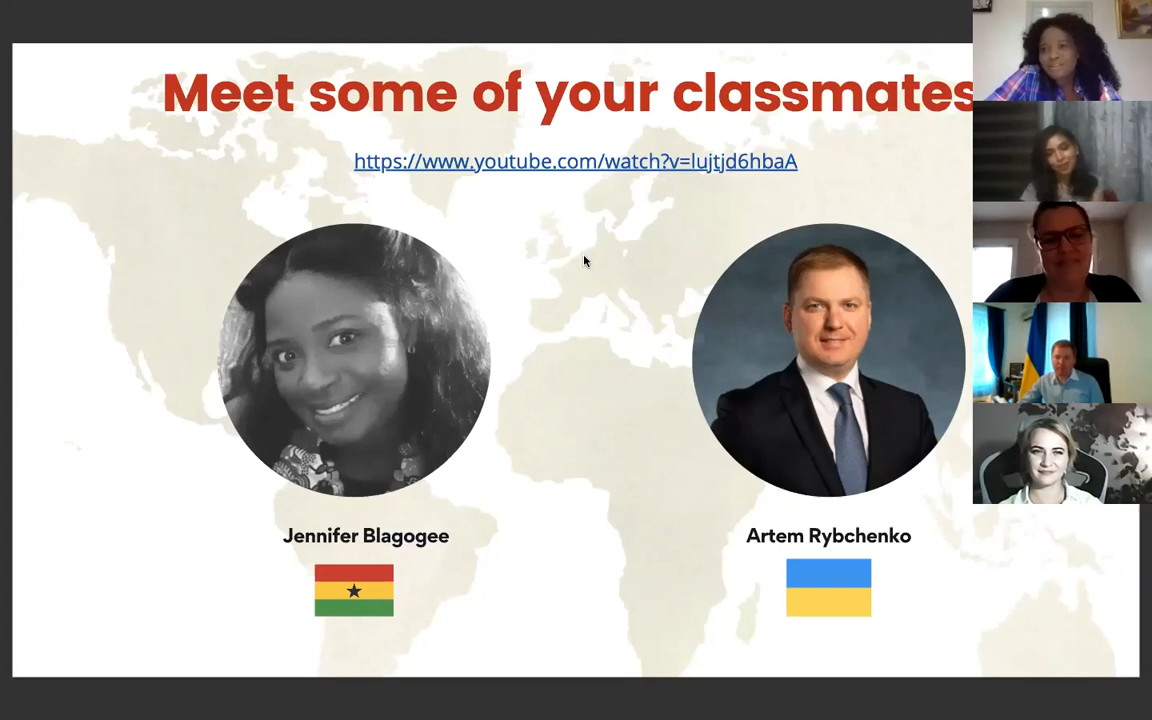 Meet some of your classmates
https://www.youtube.com/watch?v=lujtjd6hbaA
Jennifer Blagogee
Artem Rybchenko